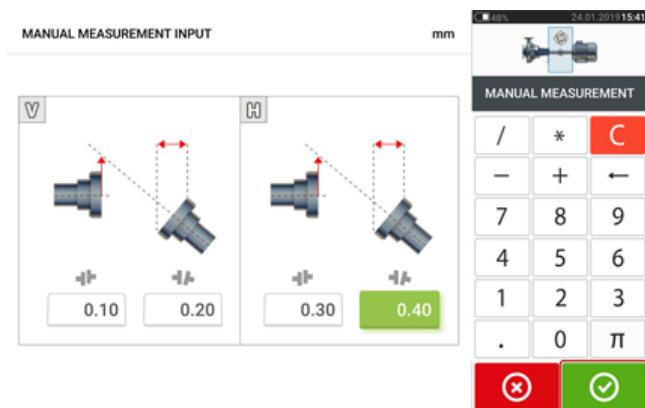 MANUAL MEASUREMENT INPUT mm
48% 24.01.2019 15:41
MANUAL MEASUREMENT
V H
0.10 0.20 0.30 0.40
/ * C
− + ←
7 8 9
4 5 6
1 2 3
. 0 π